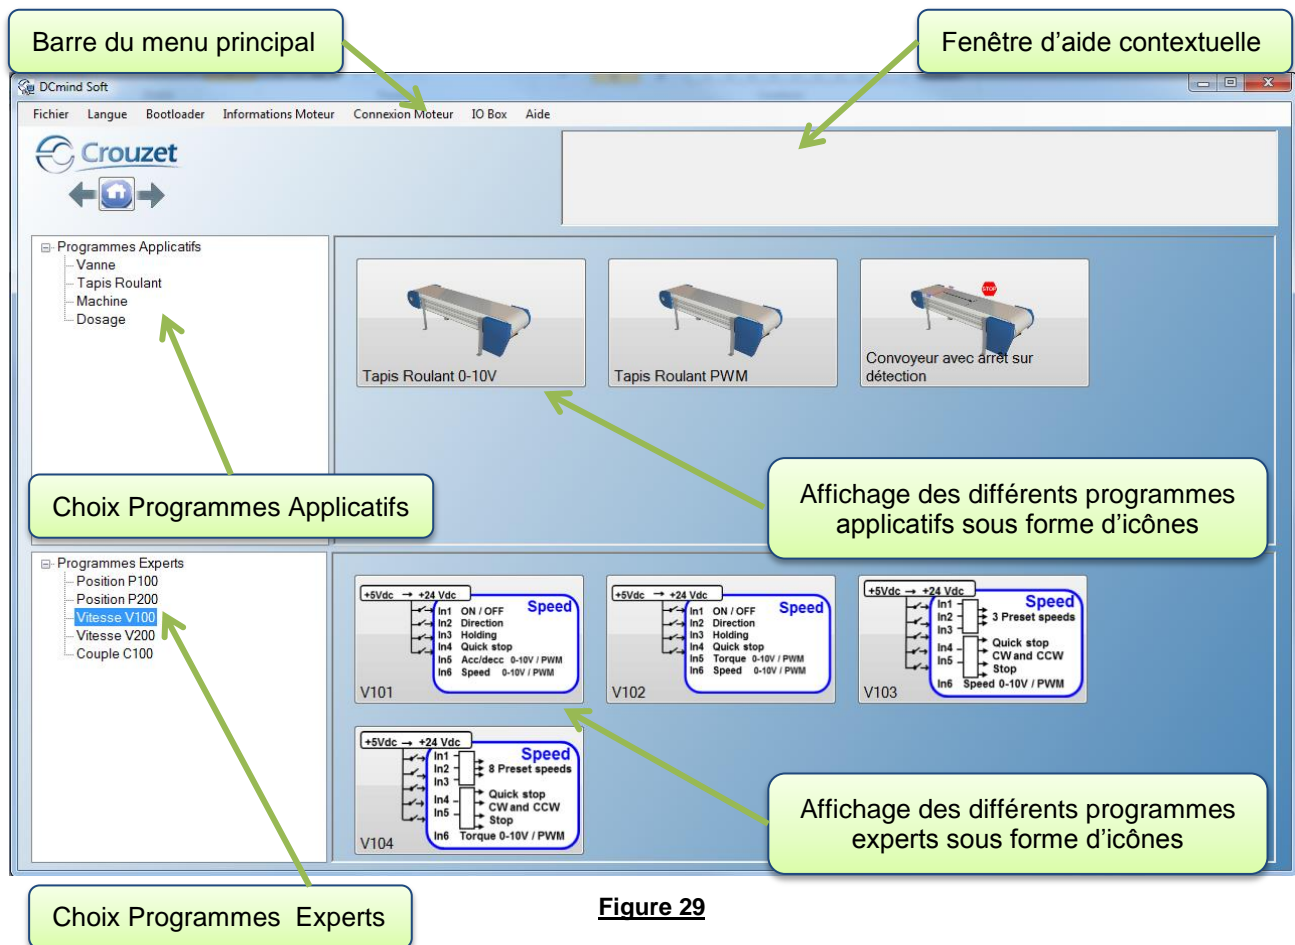 Barre du menu principal
Fenêtre d'aide contextuelle
DCmind Soft
Fichier Langue Bootloader Informations Moteur Connexion Moteur IO Box Aide
Crouzet
Programmes Applicatifs
Vanne
Tapis Roulant
Machine
Dosage
Tapis Roulant 0-10V
Tapis Roulant PWM
STOP
Convoyeur avec arrêt sur
détection
Choix Programmes Applicatifs
Affichage des différents programmes
applicatifs sous forme d'icônes
Programmes Experts
Position P100
Position P200
Vitesse V100
Vitesse V200
Couple C100
+5Vdc → +24 Vdc
Speed
In1 ON / OFF
In2 Direction
In3 Holding
In4 Quick stop
In5 Acc/decc 0-10V / PWM
In6 Speed 0-10V / PWM
V101
+5Vdc → +24 Vdc
Speed
In1 ON / OFF
In2 Direction
In3 Holding
In4 Quick stop
In5 Torque 0-10V / PWM
In6 Speed 0-10V / PWM
V102
+5Vdc → +24 Vdc
Speed
In1
In2 3 Preset speeds
In3
Quick stop
In4 CW and CCW
In5 Stop
In6 Speed 0-10V / PWM
V103
+5Vdc → +24 Vdc
Speed
In1
In2 8 Preset speeds
In3
Quick stop
In4 CW and CCW
In5 Stop
In6 Torque 0-10V / PWM
V104
Affichage des différents programmes
experts sous forme d'icônes
Choix Programmes Experts
Figure 29